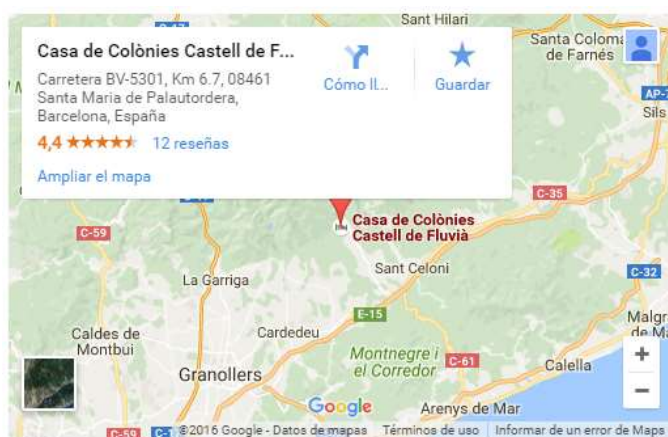 Sant Hilari
Santa Coloma
de Farnés
Casa de Colònies Castell de F...
Carretera BV-5301, Km 6.7, 08461
Santa Maria de Palautordera,
Barcelona, España
4,4
12 reseñas
Ampliar el mapa
Cómo ll...
Guardar
AP-7
Sils
C-59
C-35
Casa de Colònies
Castell de Fluvià
Sant Celoni
C-32
La Garriga
E-15
Caldes de
Montbui
Cardedeu
Montnegre i
el Corredor
C-61
Calella
Granollers
Google
Arenys de Mar
C-59
©2016 Google - Datos de mapas
Términos de uso
Informar de un error de Maps